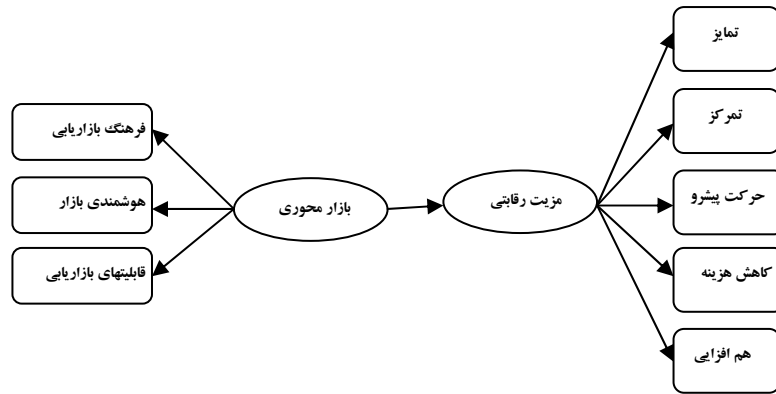 تمایز
تمرکز
حرکت پیشرو
کاهش هزینه
هم افزایی
مزیت رقابتی
بازار محوری
فرهنگ بازاریابی
هوشمندی بازار
قابلیتهای بازاریابی